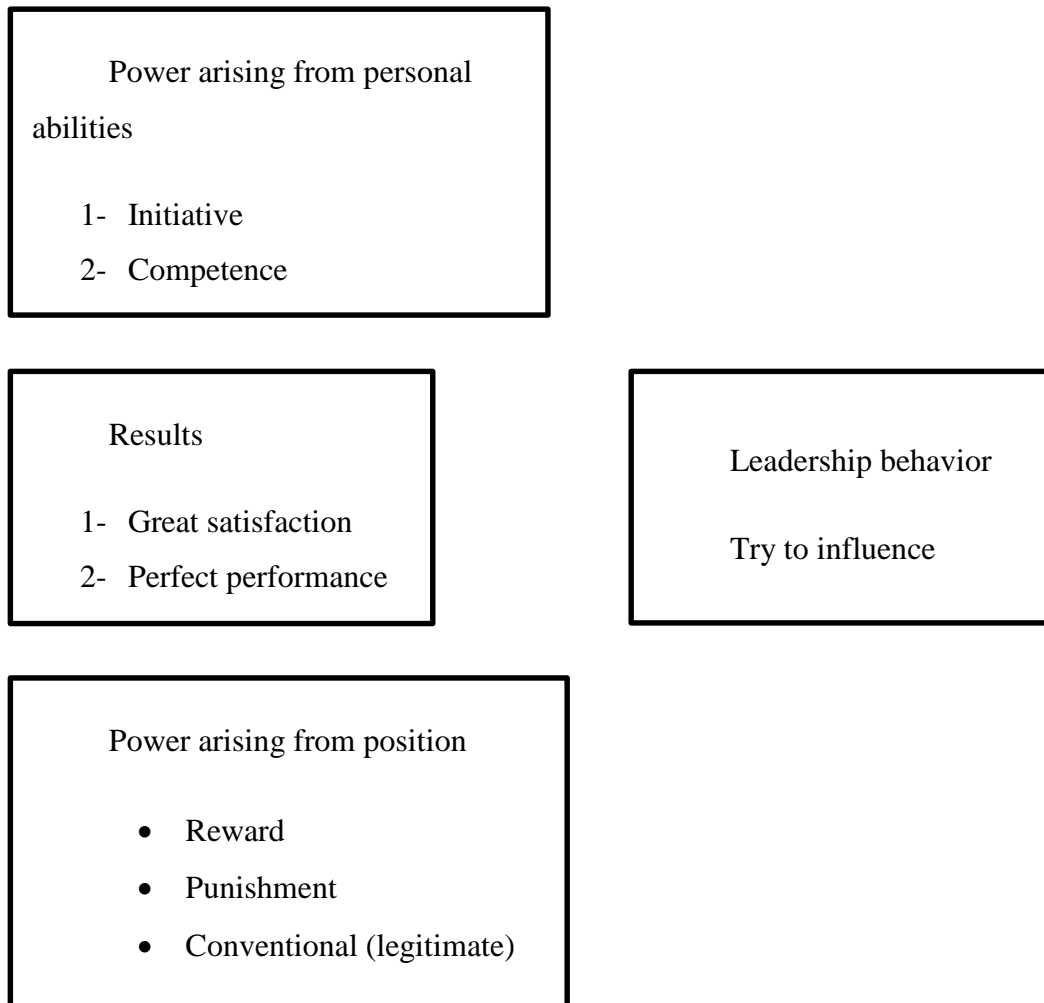 Power arising from personal
abilities
1- Initiative
2- Competence
Results
1- Great satisfaction
2- Perfect performance
Leadership behavior
Try to influence
Power arising from position
• Reward
• Punishment
• Conventional (legitimate)